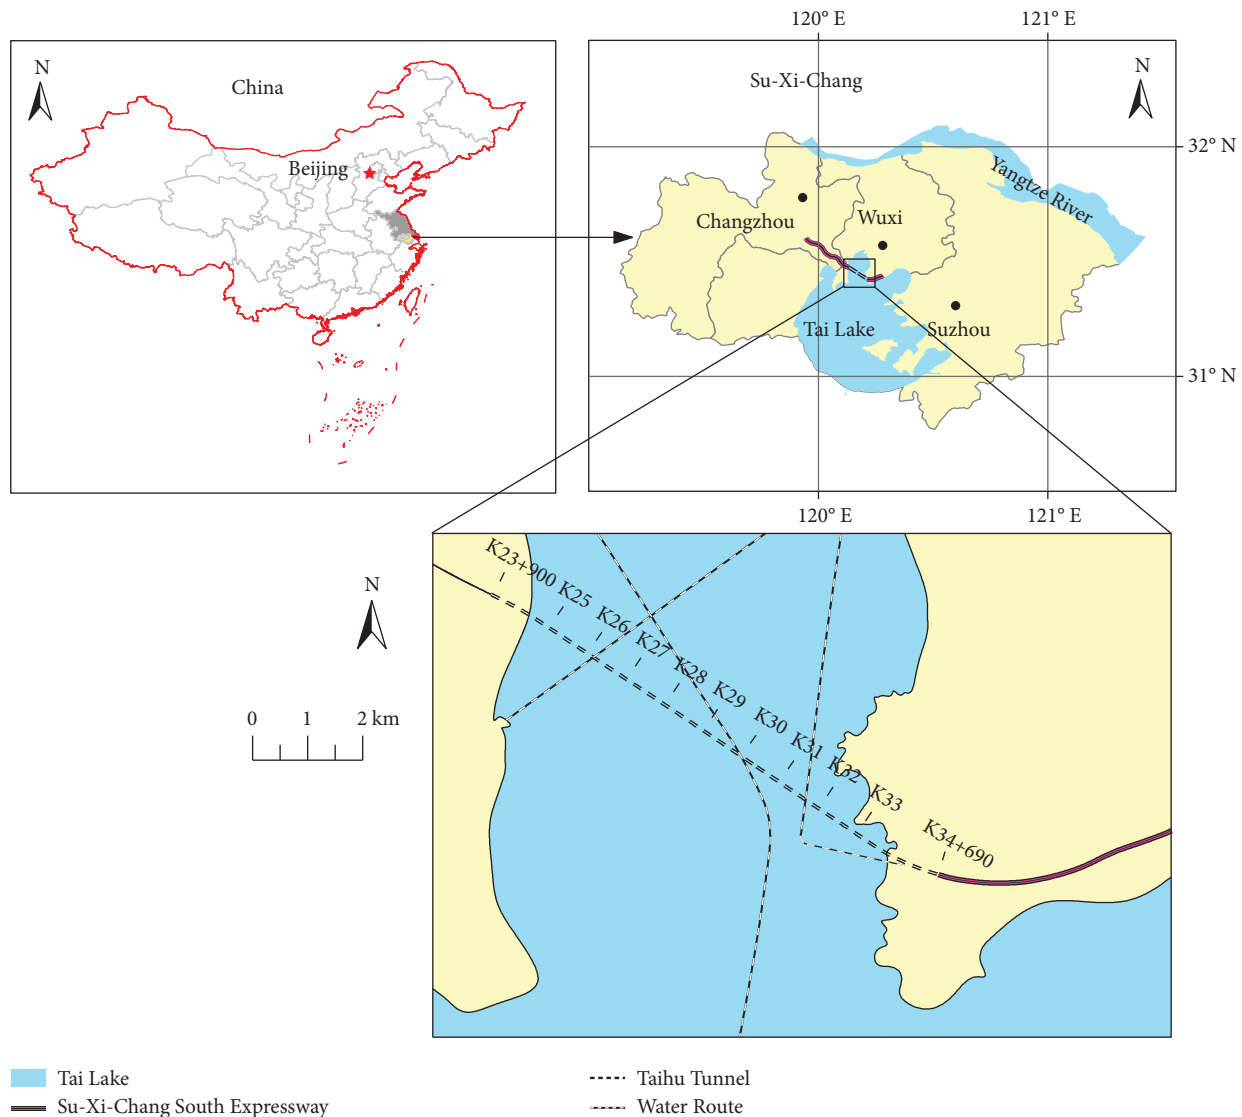 120° E
121° E
N
China
Beijing
N
Su-Xi-Chang
32° N
Yangtze River
Changzhou
Wuxi
Tai Lake
Suzhou
31° N
120° E
121° E
N
0 1 2 km
K23+900
K25
K26
K27
K28
K29
K30
K31
K32
K33
K34+690
Tai Lake
Su-Xi-Chang South Expressway
Taihu Tunnel
Water Route